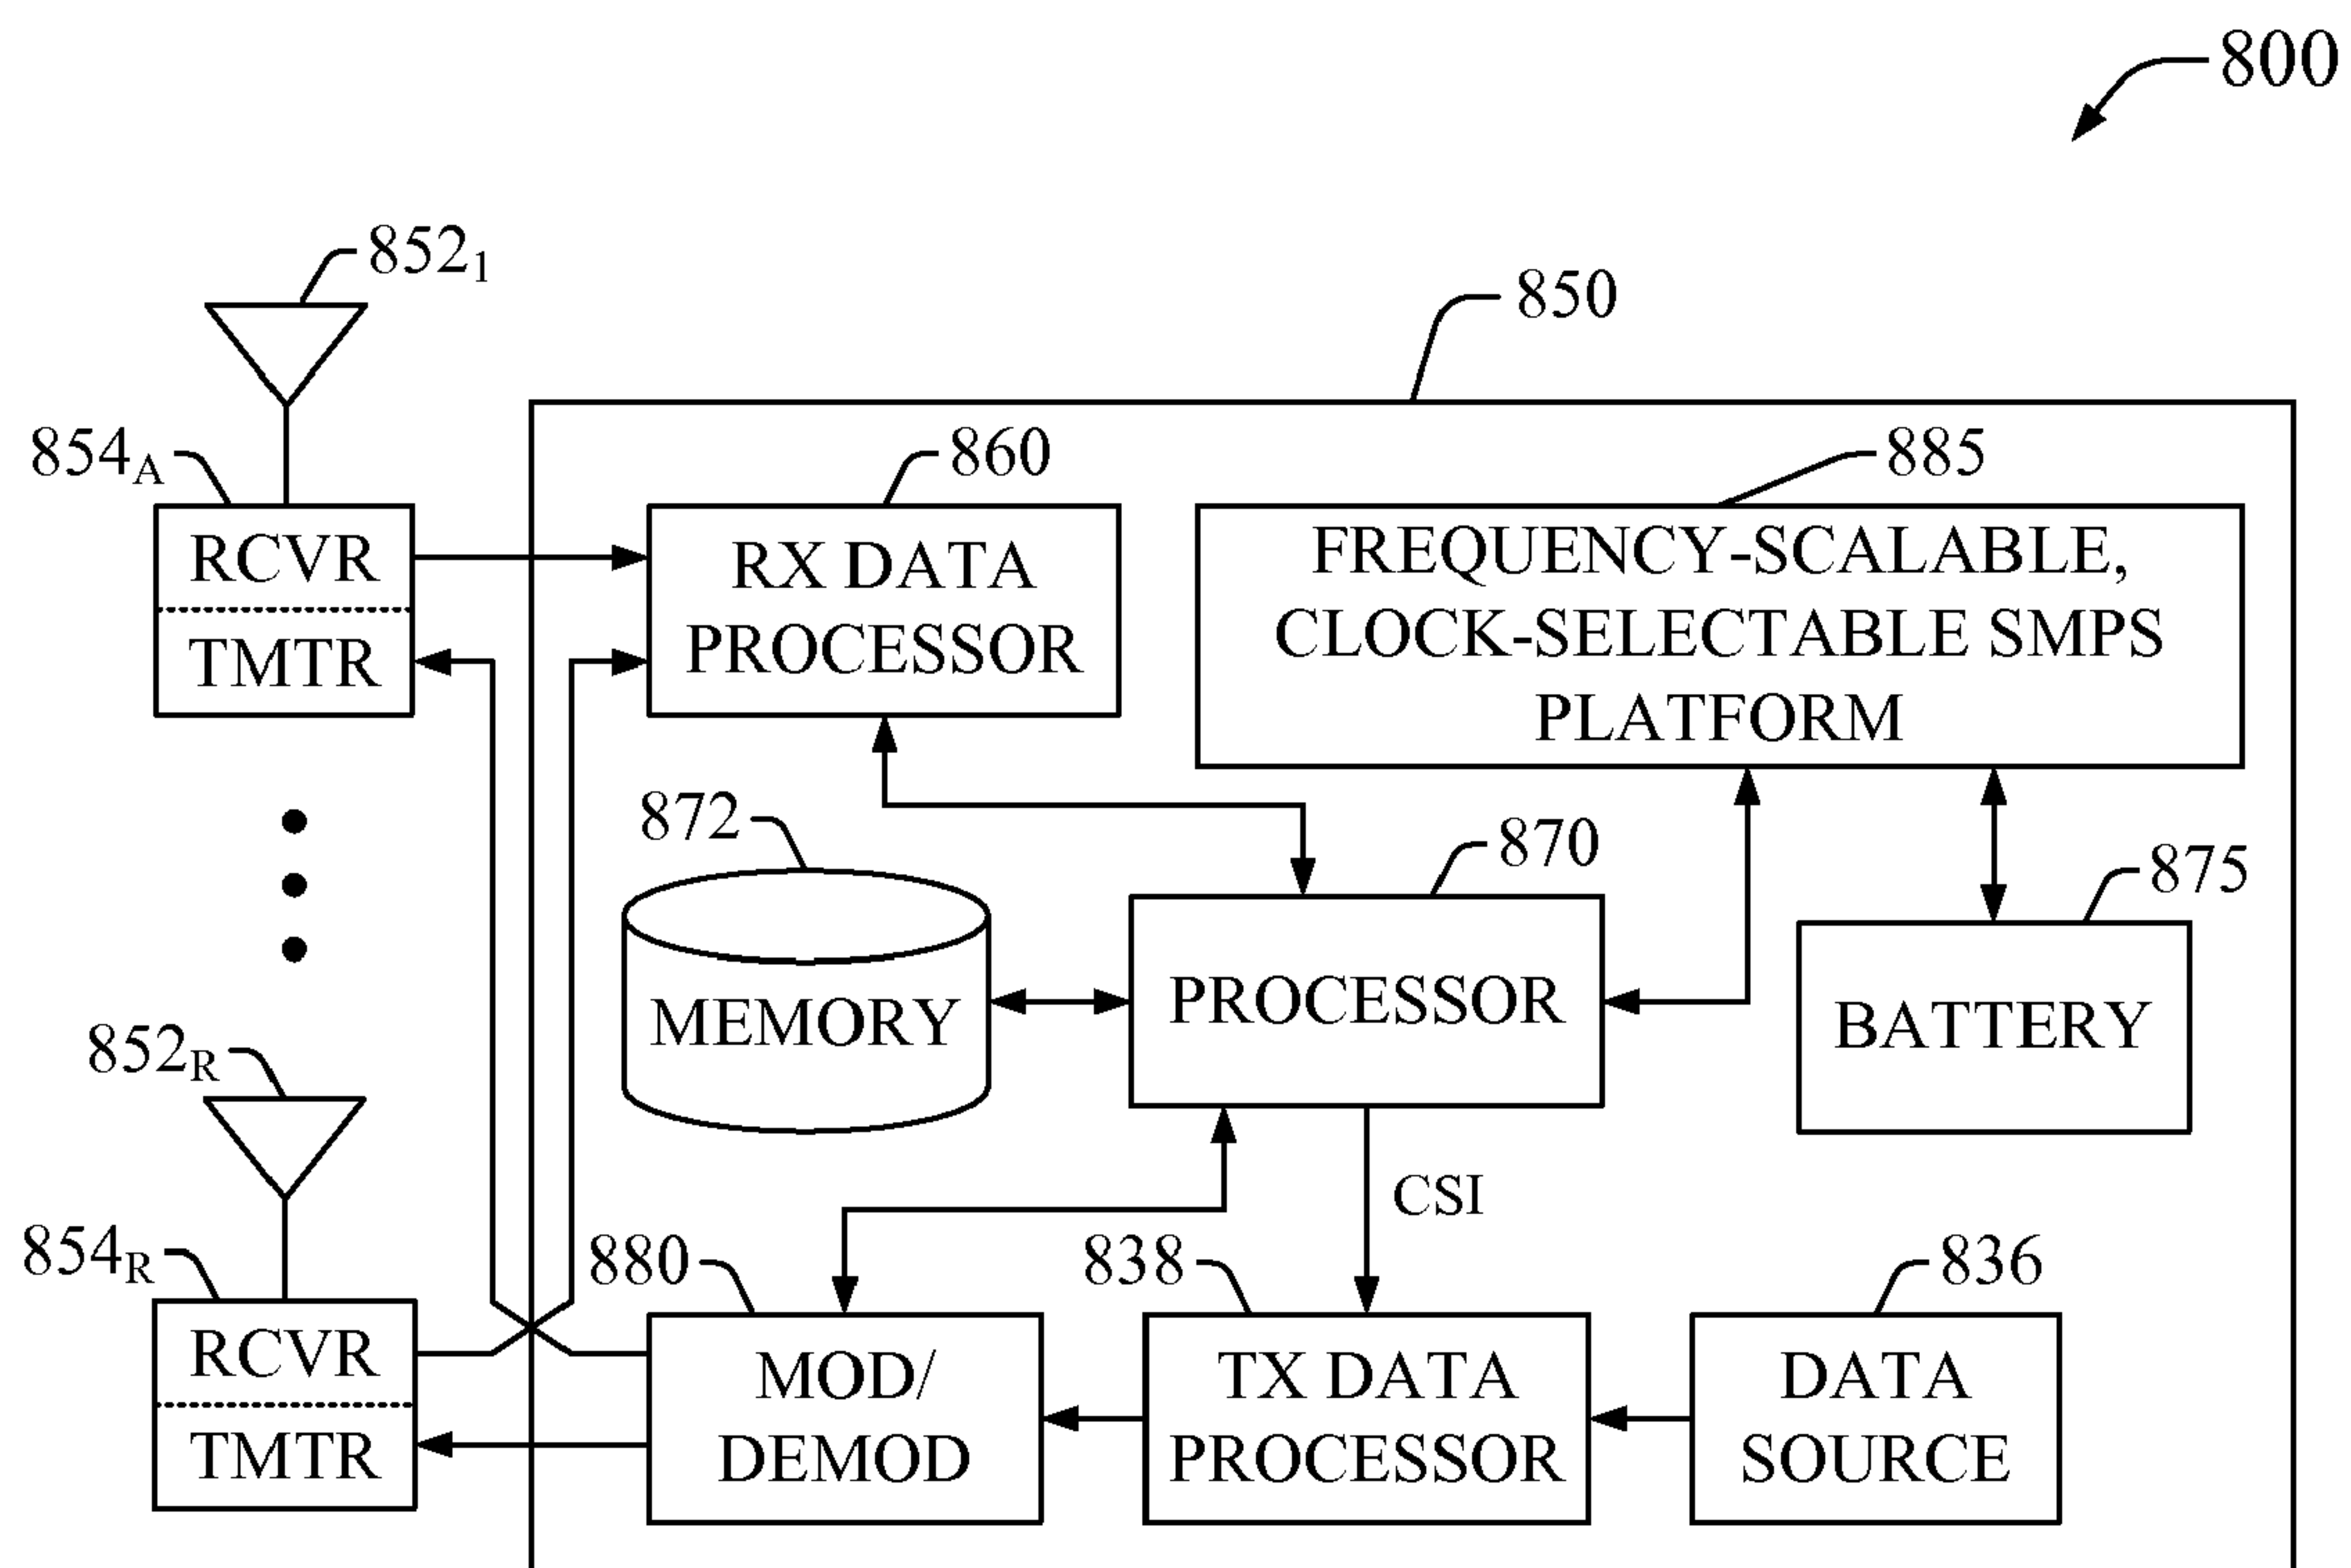 800
852₁
850
854A
860
885
RCVR
TMTR
RX DATA
PROCESSOR
FREQUENCY-SCALABLE,
CLOCK-SELECTABLE SMPS
PLATFORM
872
870
875
MEMORY
PROCESSOR
BATTERY
852R
CSI
854R
880
838
836
RCVR
TMTR
MOD/
DEMOD
TX DATA
PROCESSOR
DATA
SOURCE